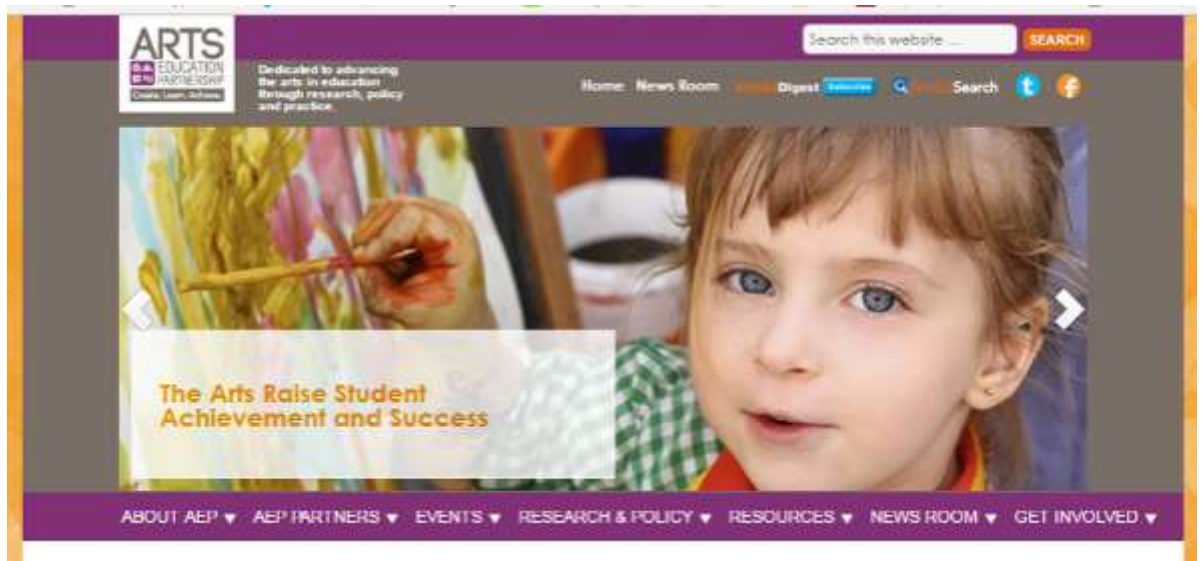 Search this website ...
SEARCH
ARTS
EDUCATION
PARTNERSHIP
Create. Learn. Achieve.
Dedicated to advancing
the arts in education
through research, policy
and practice
Home News Room Digest Subscribe Search
The Arts Raise Student
Achievement and Success
ABOUT AEP AEP PARTNERS EVENTS RESEARCH & POLICY RESOURCES NEWS ROOM GET INVOLVED